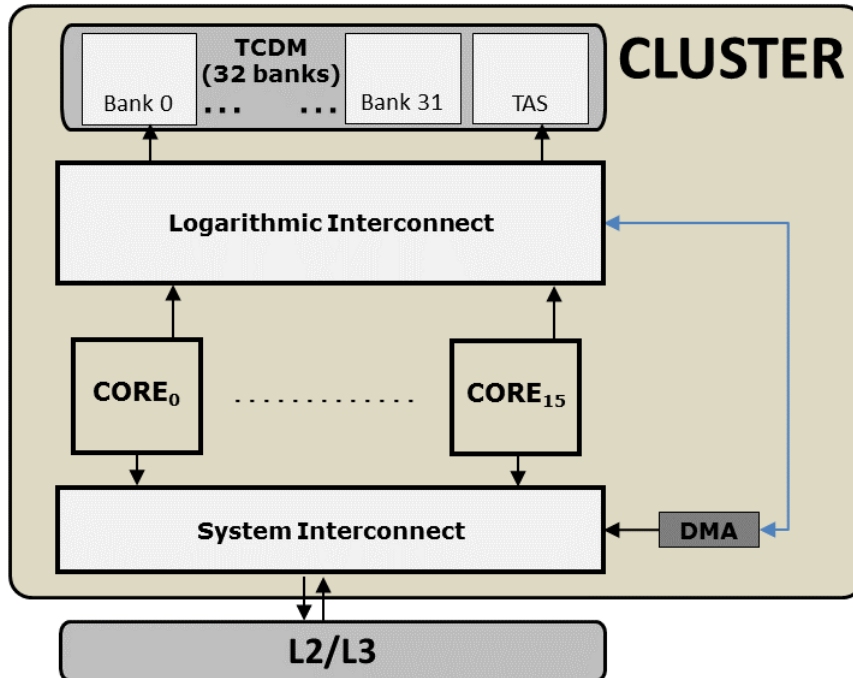 CLUSTER
TCDM
(32 banks)
Bank 0
... ...
Bank 31
TAS
Logarithmic Interconnect
CORE₀
. . . . . . . . . . . . .
CORE₁₅
System Interconnect
DMA
L2/L3